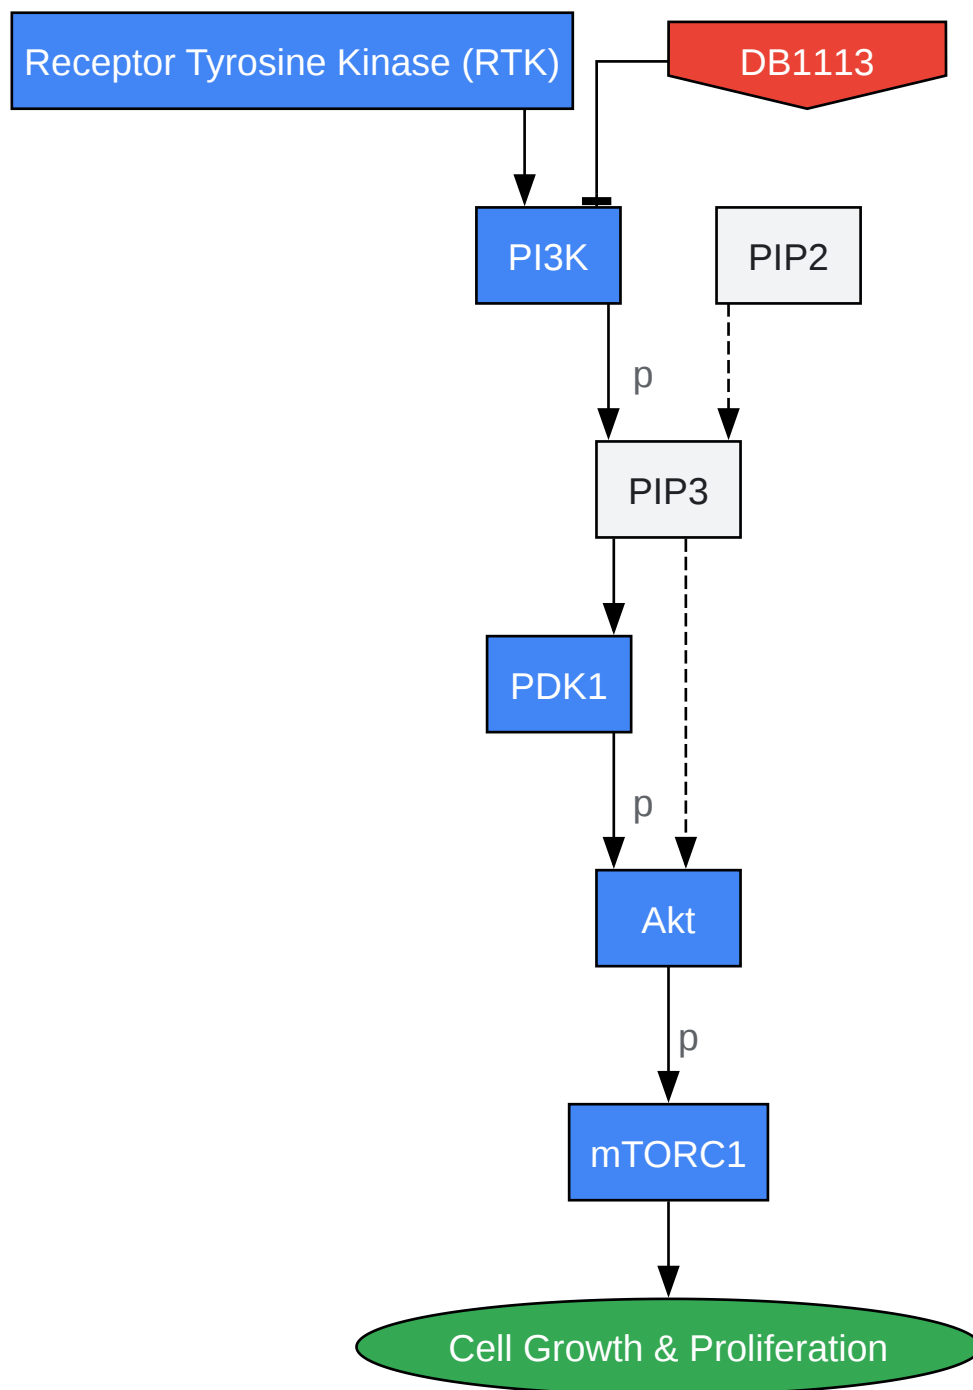 Receptor Tyrosine Kinase (RTK)
DB1113
PI3K
PIP2
p
PIP3
PDK1
p
Akt
p
mTORC1
Cell Growth & Proliferation